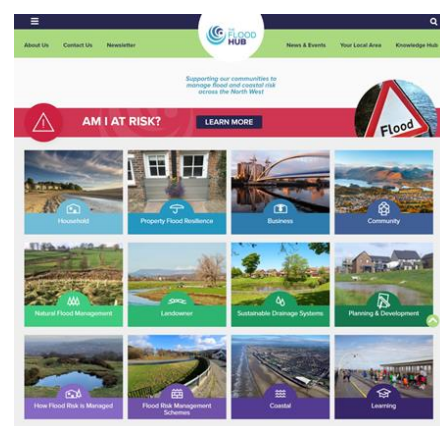 THE
FLOOD
HUB
About Us
Contact Us
Newsletter
News & Events
Your Local Area
Knowledge Hub
Supporting our communities to
manage flood and coastal risk
across the North West
AM I AT RISK?
LEARN MORE
Flood
Household
Property Flood Resilience
Business
Community
Natural Flood Management
Landowner
Sustainable Drainage Systems
Planning & Development
How Flood Risk is Managed
Flood Risk Management
Schemes
Coastal
Learning